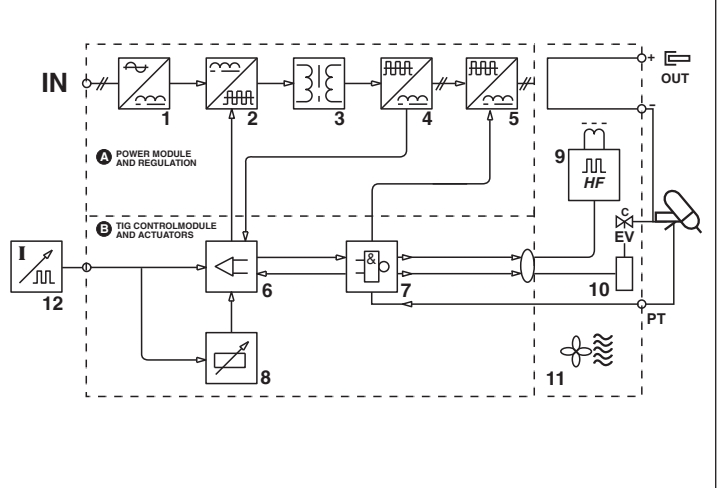 IN
1
2
3
4
5
+
OUT
-
A POWER MODULE
AND REGULATION
9
HF
B TIG CONTROLMODULE
AND ACTUATORS
C
EV
I
12
6
&
7
10
PT
8
11